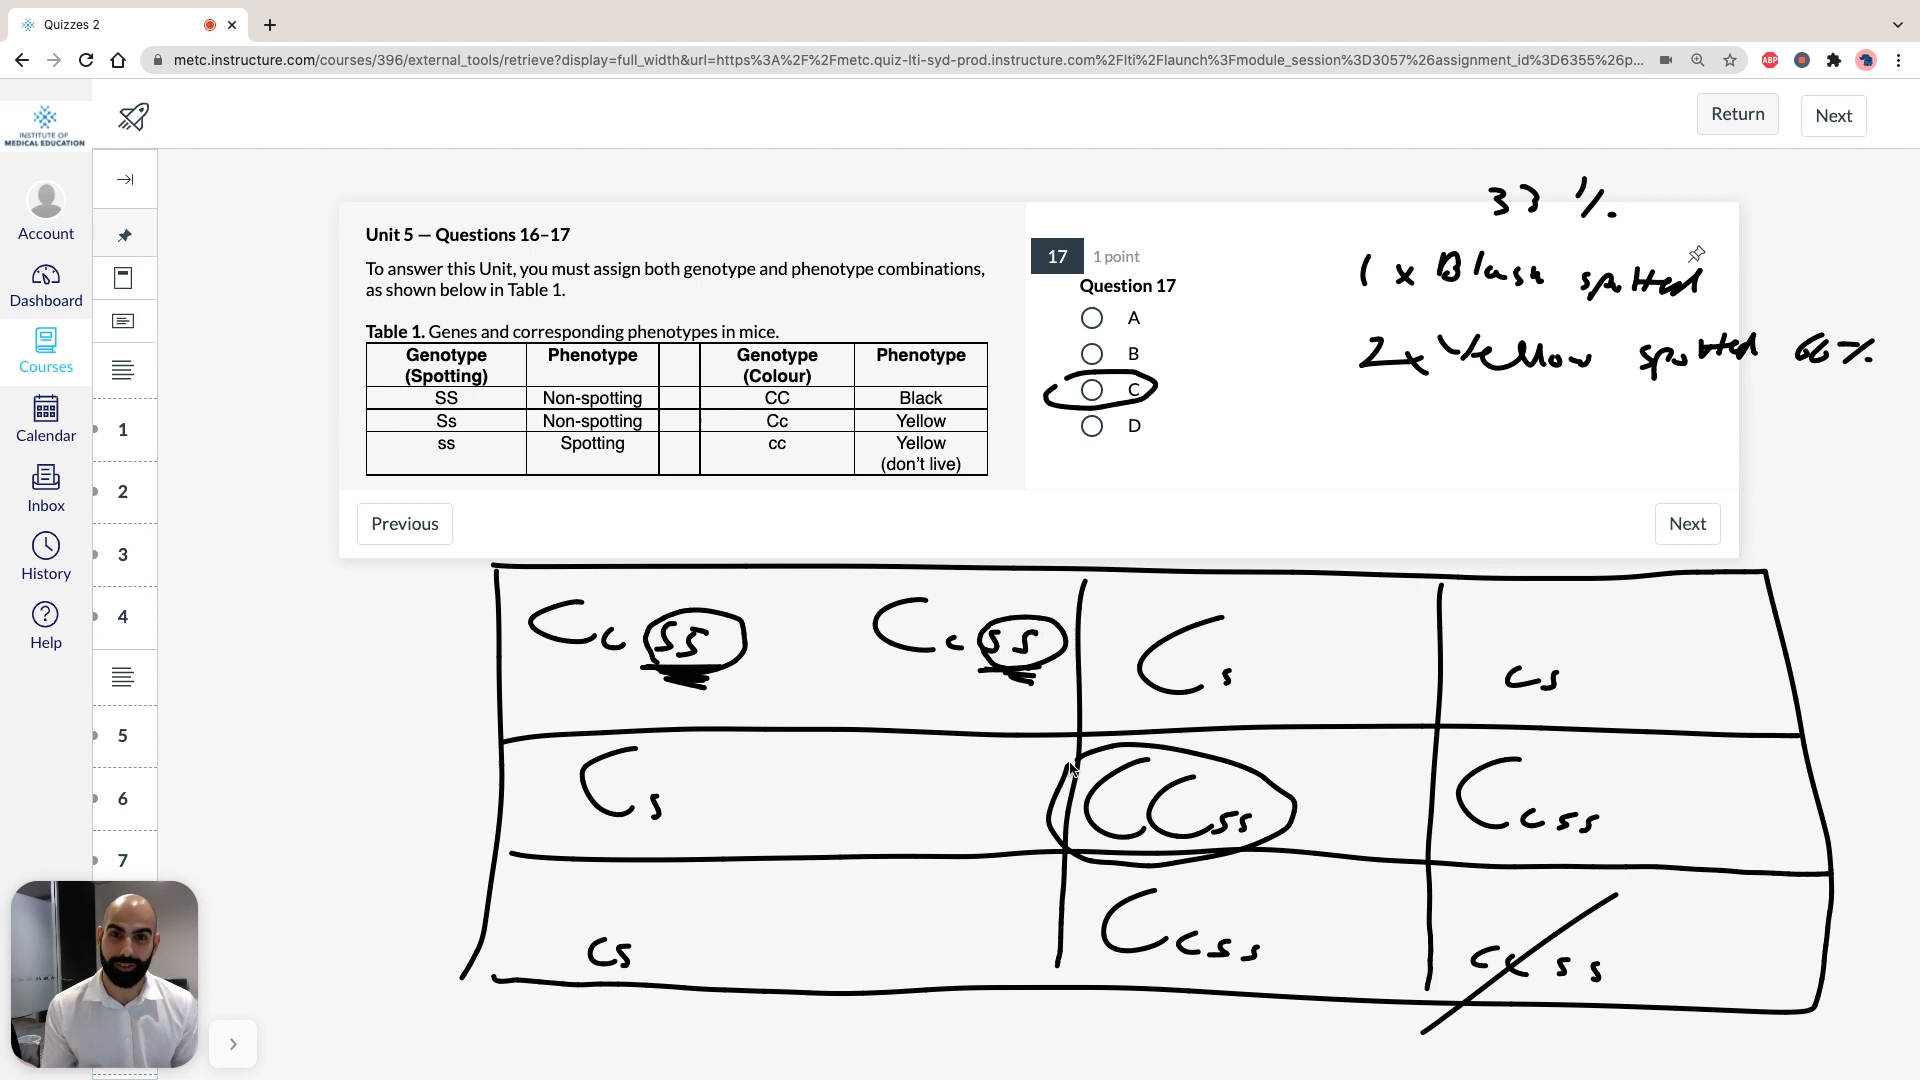 Quizzes 2
metc.instructure.com/courses/396/external_tools/retrieve?display=full_width&url=https%3A%2F%2Fmetc.quiz-lti-syd-prod.instructure.com%2Flti%2Flaunch%3Fmodule_session%3D3057%26assignment_id%3D6355%26p...
ABP
INSTITUTE OF
MEDICAL EDUCATION
Return
Next
Account
Dashboard
Courses
Calendar
Inbox
History
Help
1
2
3
4
5
6
7
Unit 5 — Questions 16–17
To answer this Unit, you must assign both genotype and phenotype combinations,
as shown below in Table 1.
Table 1. Genes and corresponding phenotypes in mice.
Genotype (Spotting) Phenotype Genotype (Colour) Phenotype
SS Non-spotting CC Black
Ss Non-spotting Cc Yellow
ss Spotting cc Yellow
(don't live)
17 1 point
Question 17
A
B
C
D
33 %
1 x Black spotted
2x Yellow spotted 66%
Previous
Next
Cc ss Cc ss Cs cs
Cs CCss Ccss
cs Ccss cc ss